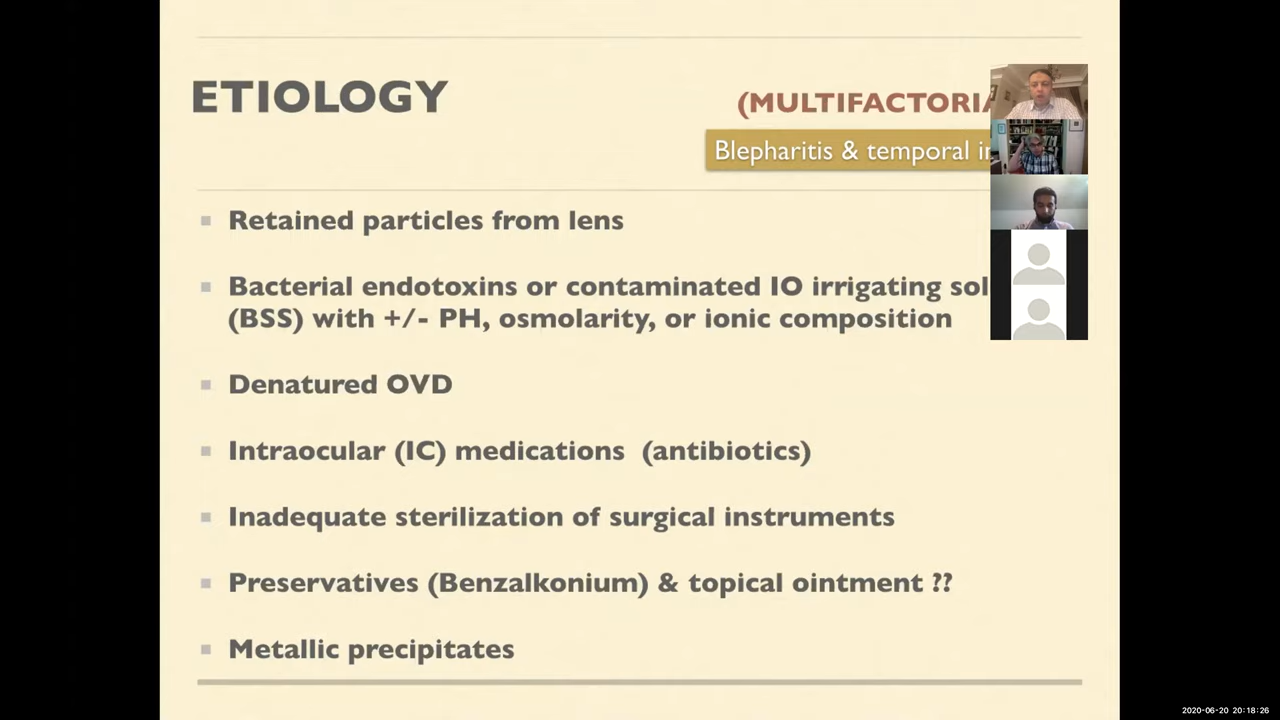 ETIOLOGY
(MULTIFACTORIA
Blepharitis & temporal
Retained particles from lens
Bacterial endotoxins or contaminated IO irrigating
(BSS) with +/- PH, osmolarity, or ionic composition
Denatured OVD
Intraocular (IC) medications (antibiotics)
Inadequate sterilization of surgical instruments
Preservatives (Benzalkonium) & topical ointment ??
Metallic precipitates
2020-06-20 20:18:26